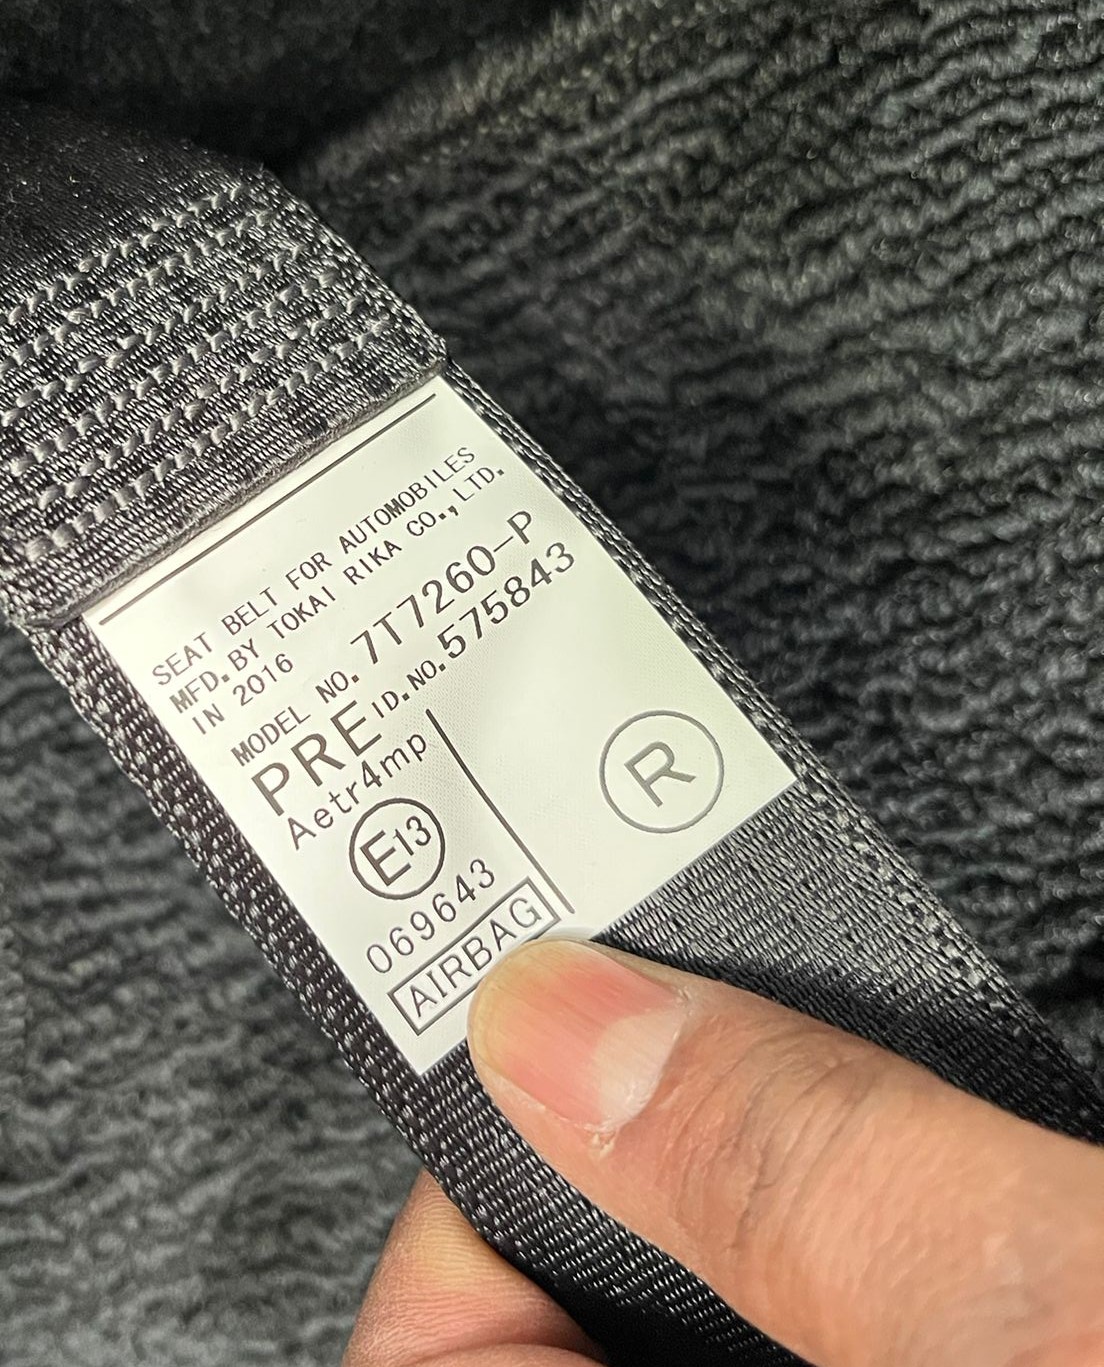 SEAT BELT FOR AUTOMOBILES
MFD.BY TOKAI RIKA CO.,LTD.
IN 2016
MODEL NO. 7T7260-P
PRE ID.NO.575843
Aetr4mp
E13
069643
AIRBAG
R